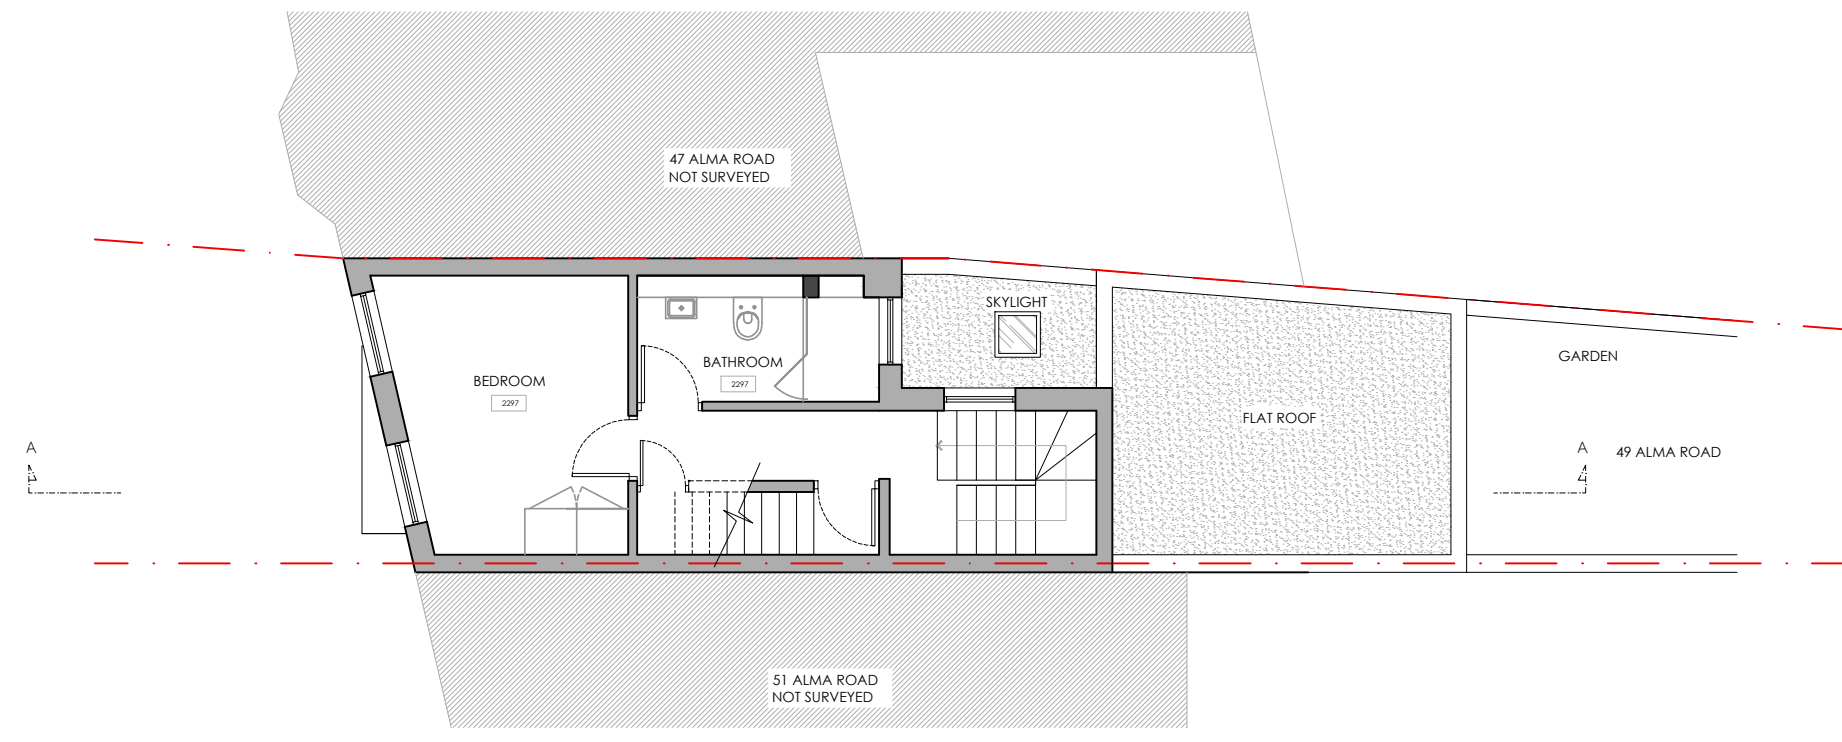 47 ALMA ROAD
NOT SURVEYED
SKYLIGHT
BATHROOM
2297
BEDROOM
2297
GARDEN
FLAT ROOF
A
A
49 ALMA ROAD
51 ALMA ROAD
NOT SURVEYED